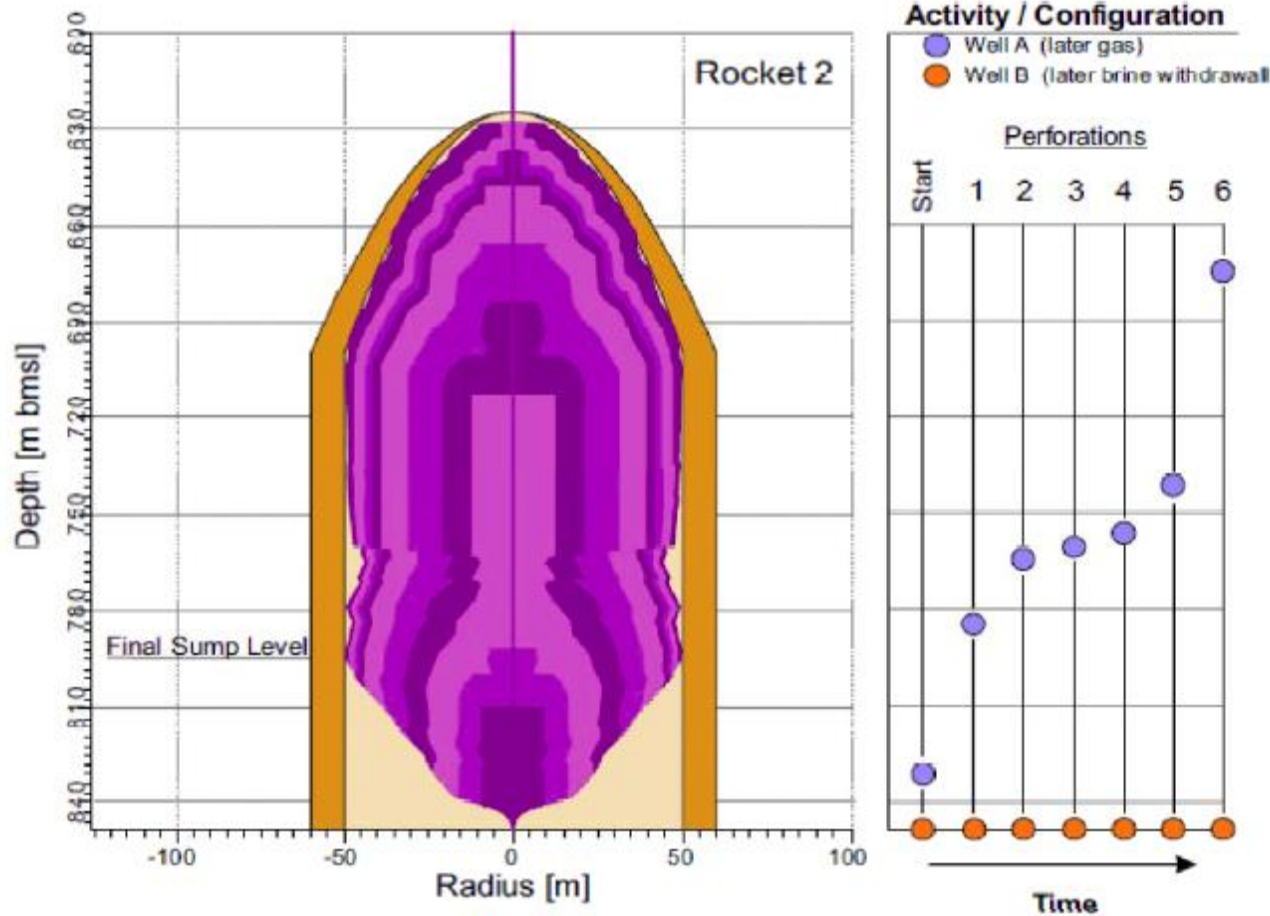 Activity / Configuration
Well A (later gas)
Well B (later brine withdrawall
Rocket 2
Perforations
Start 1 2 3 4 5 6
Depth [m bmsl]
600
630
660
690
720
750
780
810
840
Final Sump Level
-100 -50 0 50 100
Radius [m]
Time